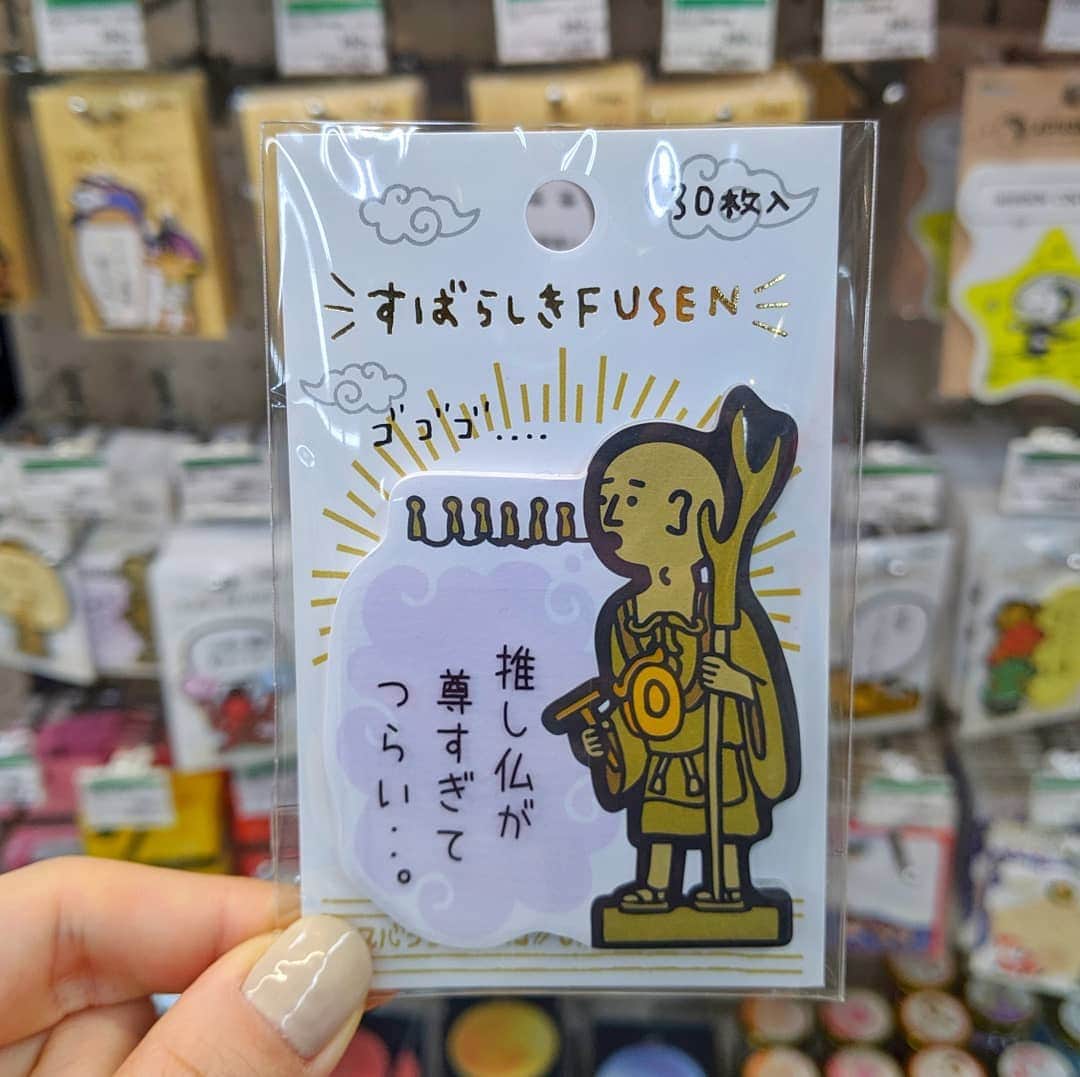 30枚入
すばらしきFUSEN
ゴゴゴ‥‥
推し仏が
尊すぎて
つらい‥。